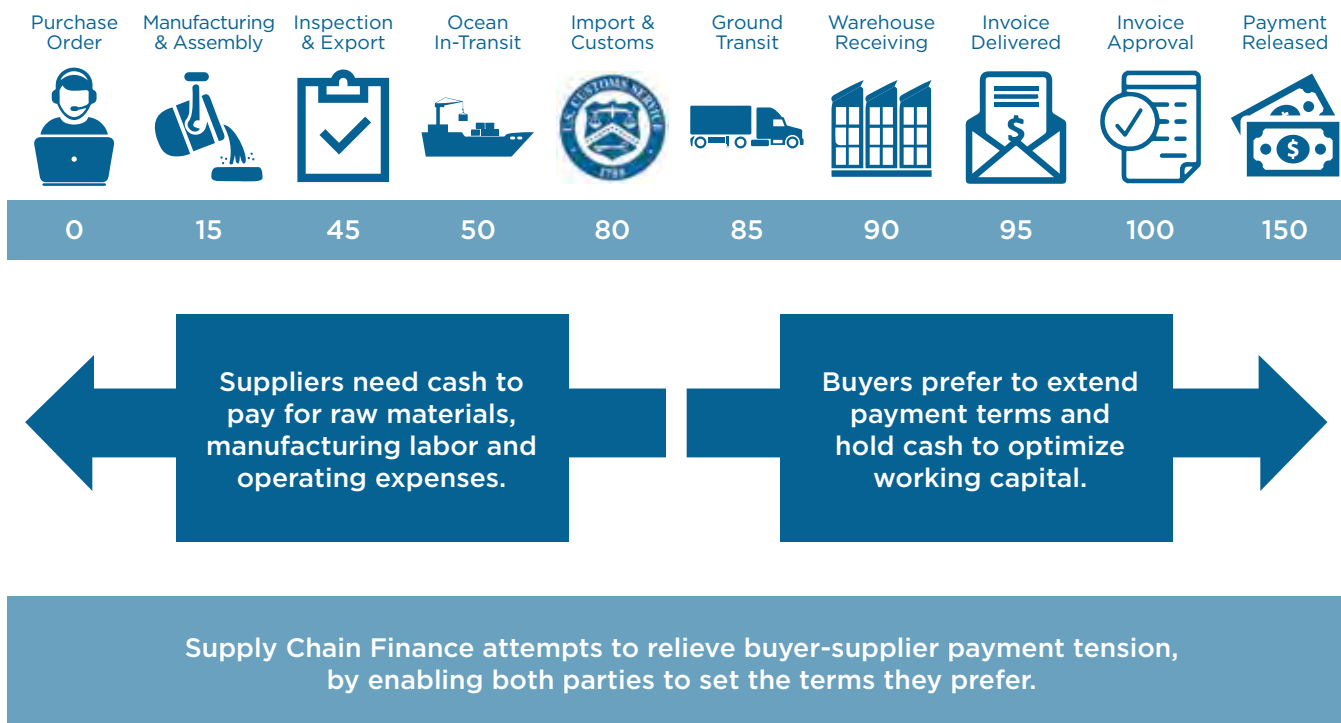 Purchase
Order
Manufacturing
& Assembly
Inspection
& Export
Ocean
In-Transit
Import &
Customs
Ground
Transit
Warehouse
Receiving
Invoice
Delivered
Invoice
Approval
Payment
Released
U.S. CUSTOMS SERVICE
1789
$
$
0 15 45 50 80 85 90 95 100 150
Suppliers need cash to
pay for raw materials,
manufacturing labor and
operating expenses.
Buyers prefer to extend
payment terms and
hold cash to optimize
working capital.
Supply Chain Finance attempts to relieve buyer-supplier payment tension,
by enabling both parties to set the terms they prefer.